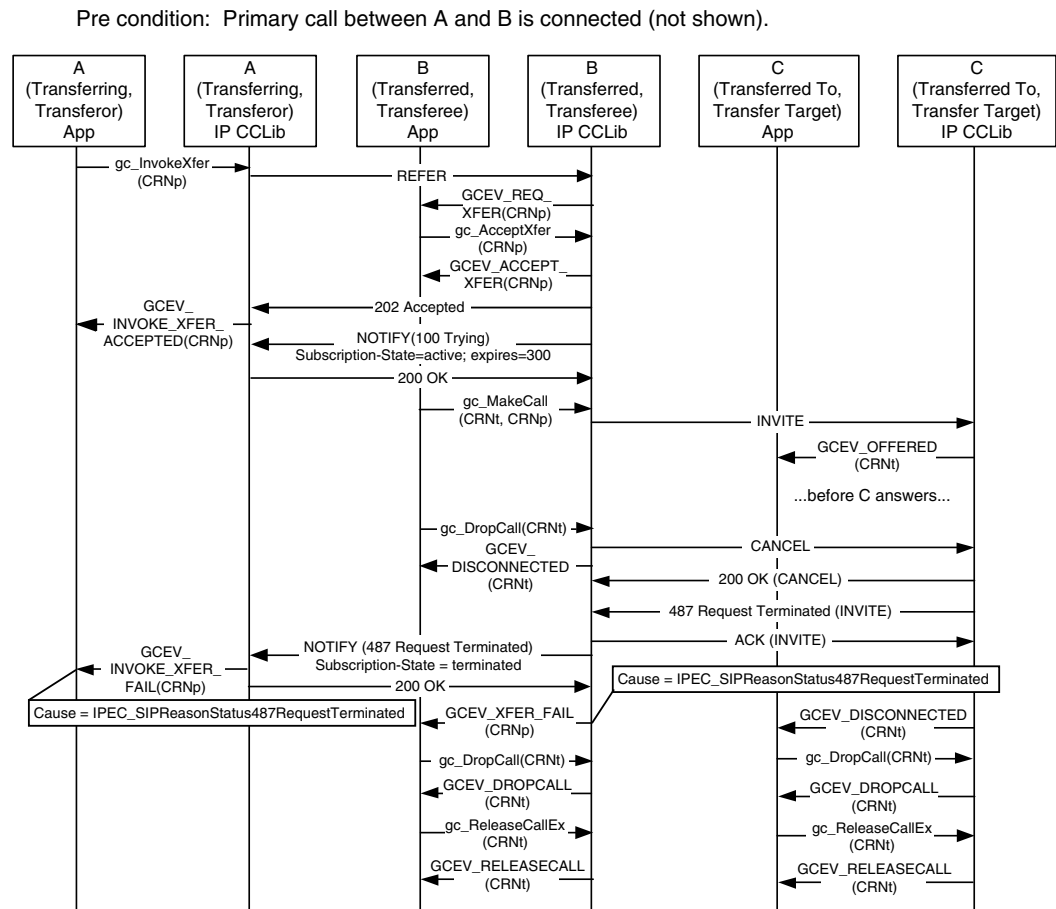 Pre condition: Primary call between A and B is connected (not shown).
A
(Transferring,
Transferor)
App
A
(Transferring,
Transferor)
IP CCLib
B
(Transferred,
Transferee)
App
B
(Transferred,
Transferee)
IP CCLib
C
(Transferred To,
Transfer Target)
App
C
(Transferred To,
Transfer Target)
IP CCLib
gc_InvokeXfer
(CRNp)
REFER
GCEV_REQ_
XFER(CRNp)
gc_AcceptXfer
(CRNp)
GCEV_ACCEPT_
XFER(CRNp)
202 Accepted
GCEV_
INVOKE_XFER_
ACCEPTED(CRNp)
NOTIFY(100 Trying)
Subscription-State=active; expires=300
200 OK
gc_MakeCall
(CRNt, CRNp)
INVITE
GCEV_OFFERED
(CRNt)
...before C answers...
gc_DropCall(CRNt)
GCEV_
DISCONNECTED
(CRNt)
CANCEL
200 OK (CANCEL)
487 Request Terminated (INVITE)
ACK (INVITE)
NOTIFY (487 Request Terminated)
Subscription-State = terminated
GCEV_
INVOKE_XFER_
FAIL(CRNp)
200 OK
Cause = IPEC_SIPReasonStatus487RequestTerminated
Cause = IPEC_SIPReasonStatus487RequestTerminated
GCEV_XFER_FAIL
(CRNp)
GCEV_DISCONNECTED
(CRNt)
gc_DropCall(CRNt)
gc_DropCall(CRNt)
GCEV_DROPCALL
(CRNt)
GCEV_DROPCALL
(CRNt)
gc_ReleaseCallEx
(CRNt)
gc_ReleaseCallEx
(CRNt)
GCEV_RELEASECALL
(CRNt)
GCEV_RELEASECALL
(CRNt)